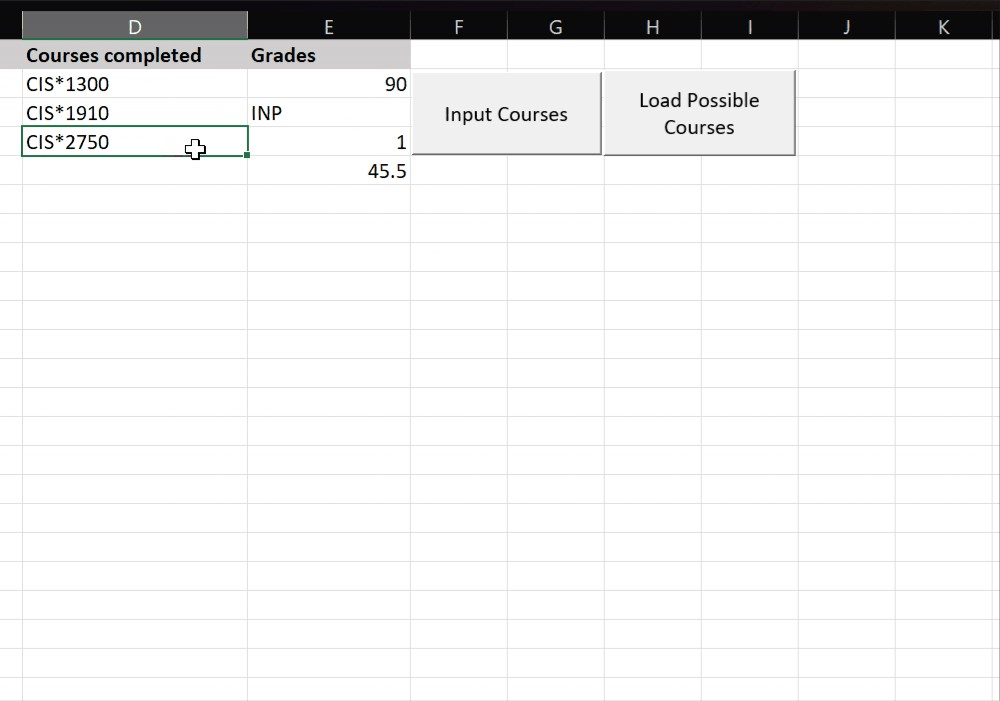 D E F G H I J K
Courses completed Grades
CIS*1300 90
CIS*1910 INP
CIS*2750 1
45.5
Input Courses
Load Possible
Courses